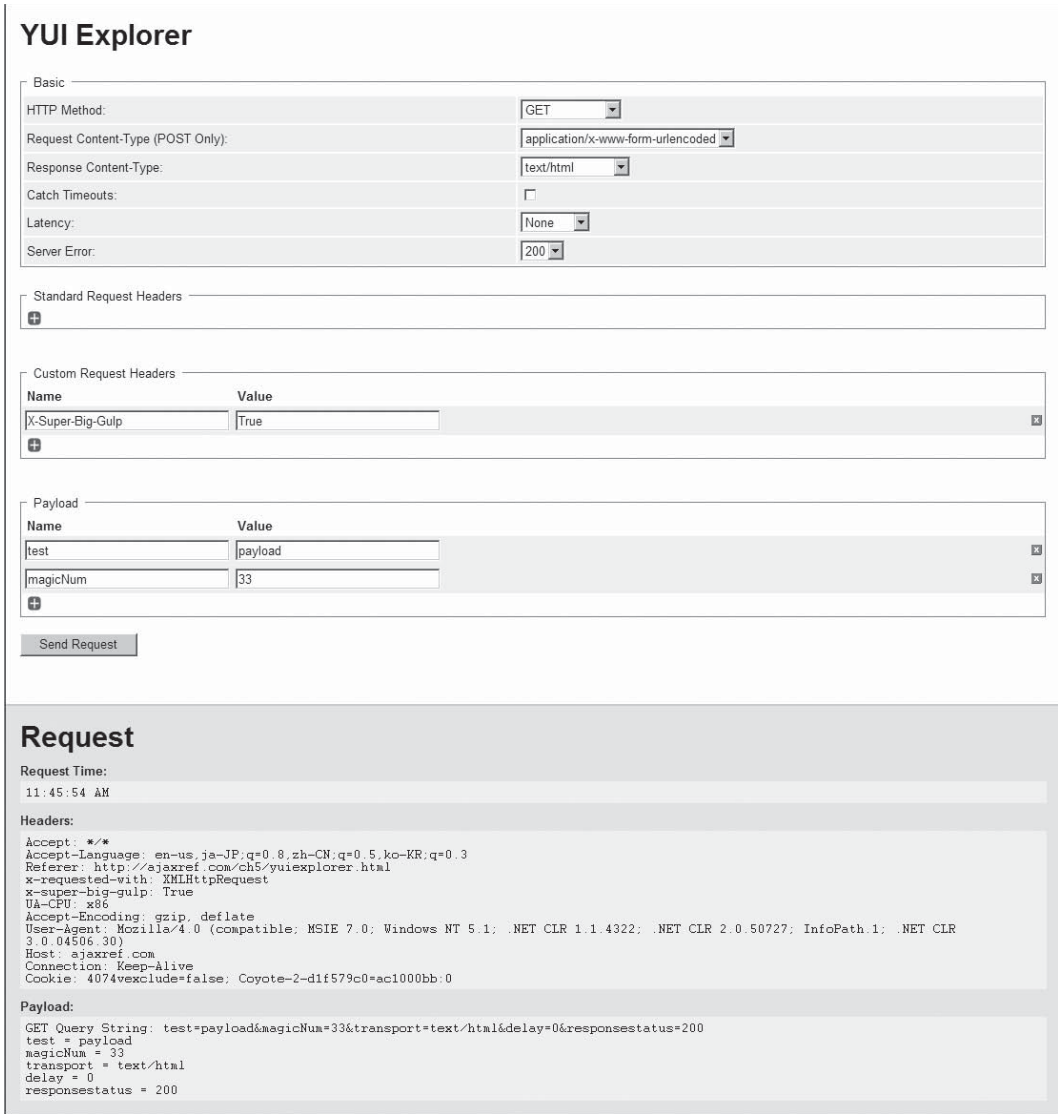 YUI Explorer
Basic
HTTP Method: GET
Request Content-Type (POST Only): application/x-www-form-urlencoded
Response Content-Type: text/html
Catch Timeouts:
Latency: None
Server Error: 200
Standard Request Headers
Custom Request Headers
Name Value
X-Super-Big-Gulp True
Payload
Name Value
test payload
magicNum 33
Send Request
Request
Request Time:
11:45:54 AM
Headers:
Accept: */*
Accept-Language: en-us,ja-JP;q=0.8,zh-CN;q=0.5,ko-KR;q=0.3
Referer: http://ajaxref.com/ch5/yuiexplorer.html
x-requested-with: XMLHttpRequest
x-super-big-gulp: True
UA-CPU: x86
Accept-Encoding: gzip, deflate
User-Agent: Mozilla/4.0 (compatible; MSIE 7.0; Windows NT 5.1; .NET CLR 1.1.4322; .NET CLR 2.0.50727; InfoPath.1; .NET CLR
3.0.04506.30)
Host: ajaxref.com
Connection: Keep-Alive
Cookie: 4074vexclude=false; Coyote-2-d1f579c0=ac1000bb:0
Payload:
GET Query String: test=payload&magicNum=33&transport=text/html&delay=0&responsestatus=200
test = payload
magicNum = 33
transport = text/html
delay = 0
responsestatus = 200